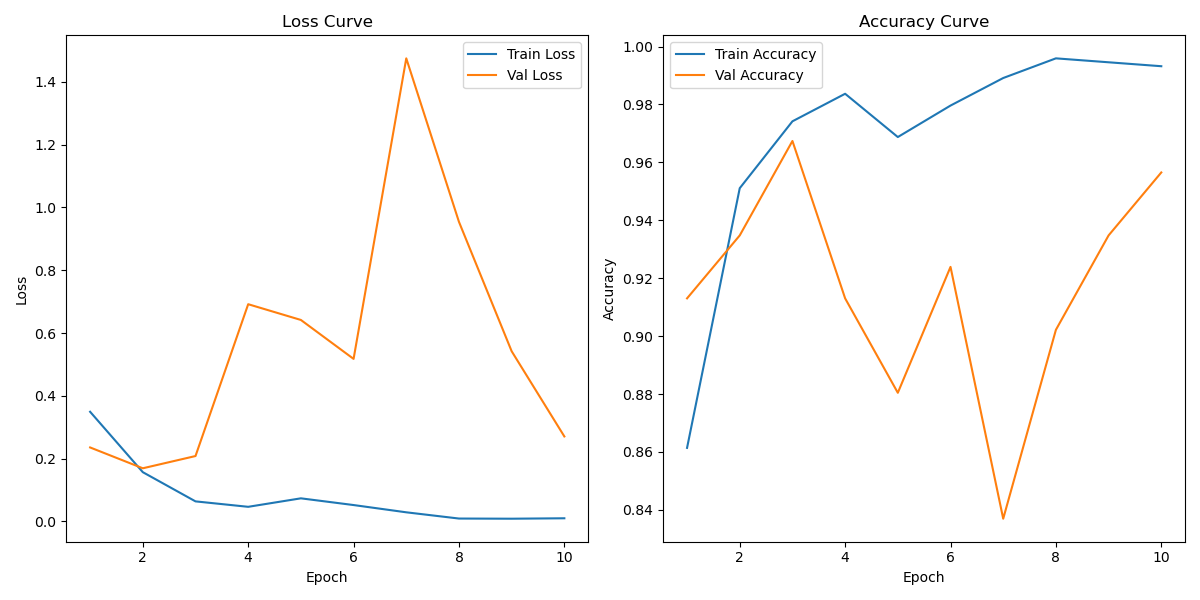 Loss Curve
Train Loss
Val Loss
1.4
1.2
1.0
0.8
0.6
0.4
0.2
0.0
Loss
2 4 6 8 10
Epoch
Accuracy Curve
Train Accuracy
Val Accuracy
1.00
0.98
0.96
0.94
0.92
0.90
0.88
0.86
0.84
Accuracy
2 4 6 8 10
Epoch